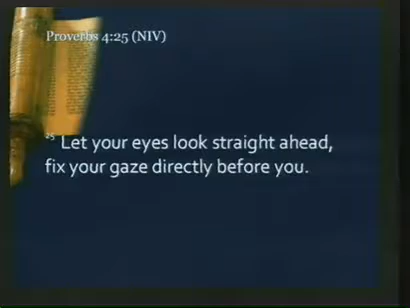 Proverbs 4:25 (NIV)
25 Let your eyes look straight ahead,
fix your gaze directly before you.